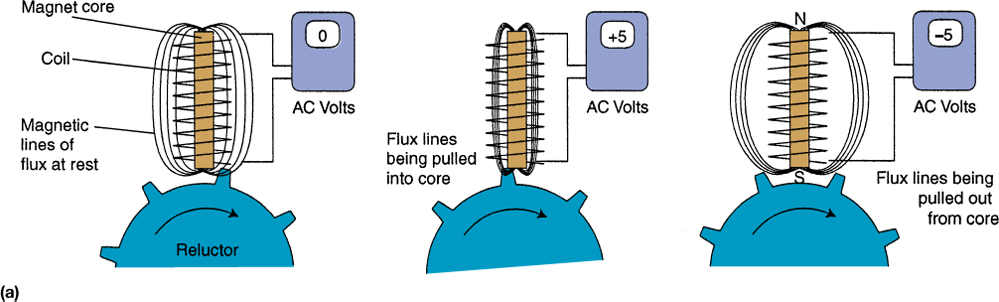 Magnet core
Coil
Magnetic
lines of
flux at rest
0
AC Volts
Reluctor
+5
AC Volts
Flux lines
being pulled
into core
N
S
–5
AC Volts
Flux lines being
pulled out
from core
(a)